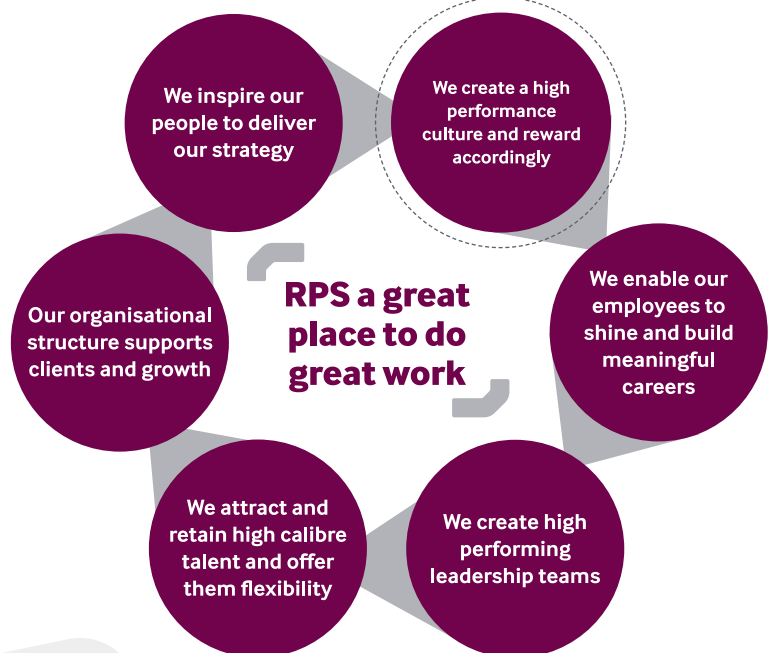 We inspire our
people to deliver
our strategy
We create a high
performance
culture and reward
accordingly
We enable our
employees to
shine and build
meaningful
careers
We create high
performing
leadership teams
We attract and
retain high calibre
talent and offer
them flexibility
Our organisational
structure supports
clients and growth
RPS a great
place to do
great work